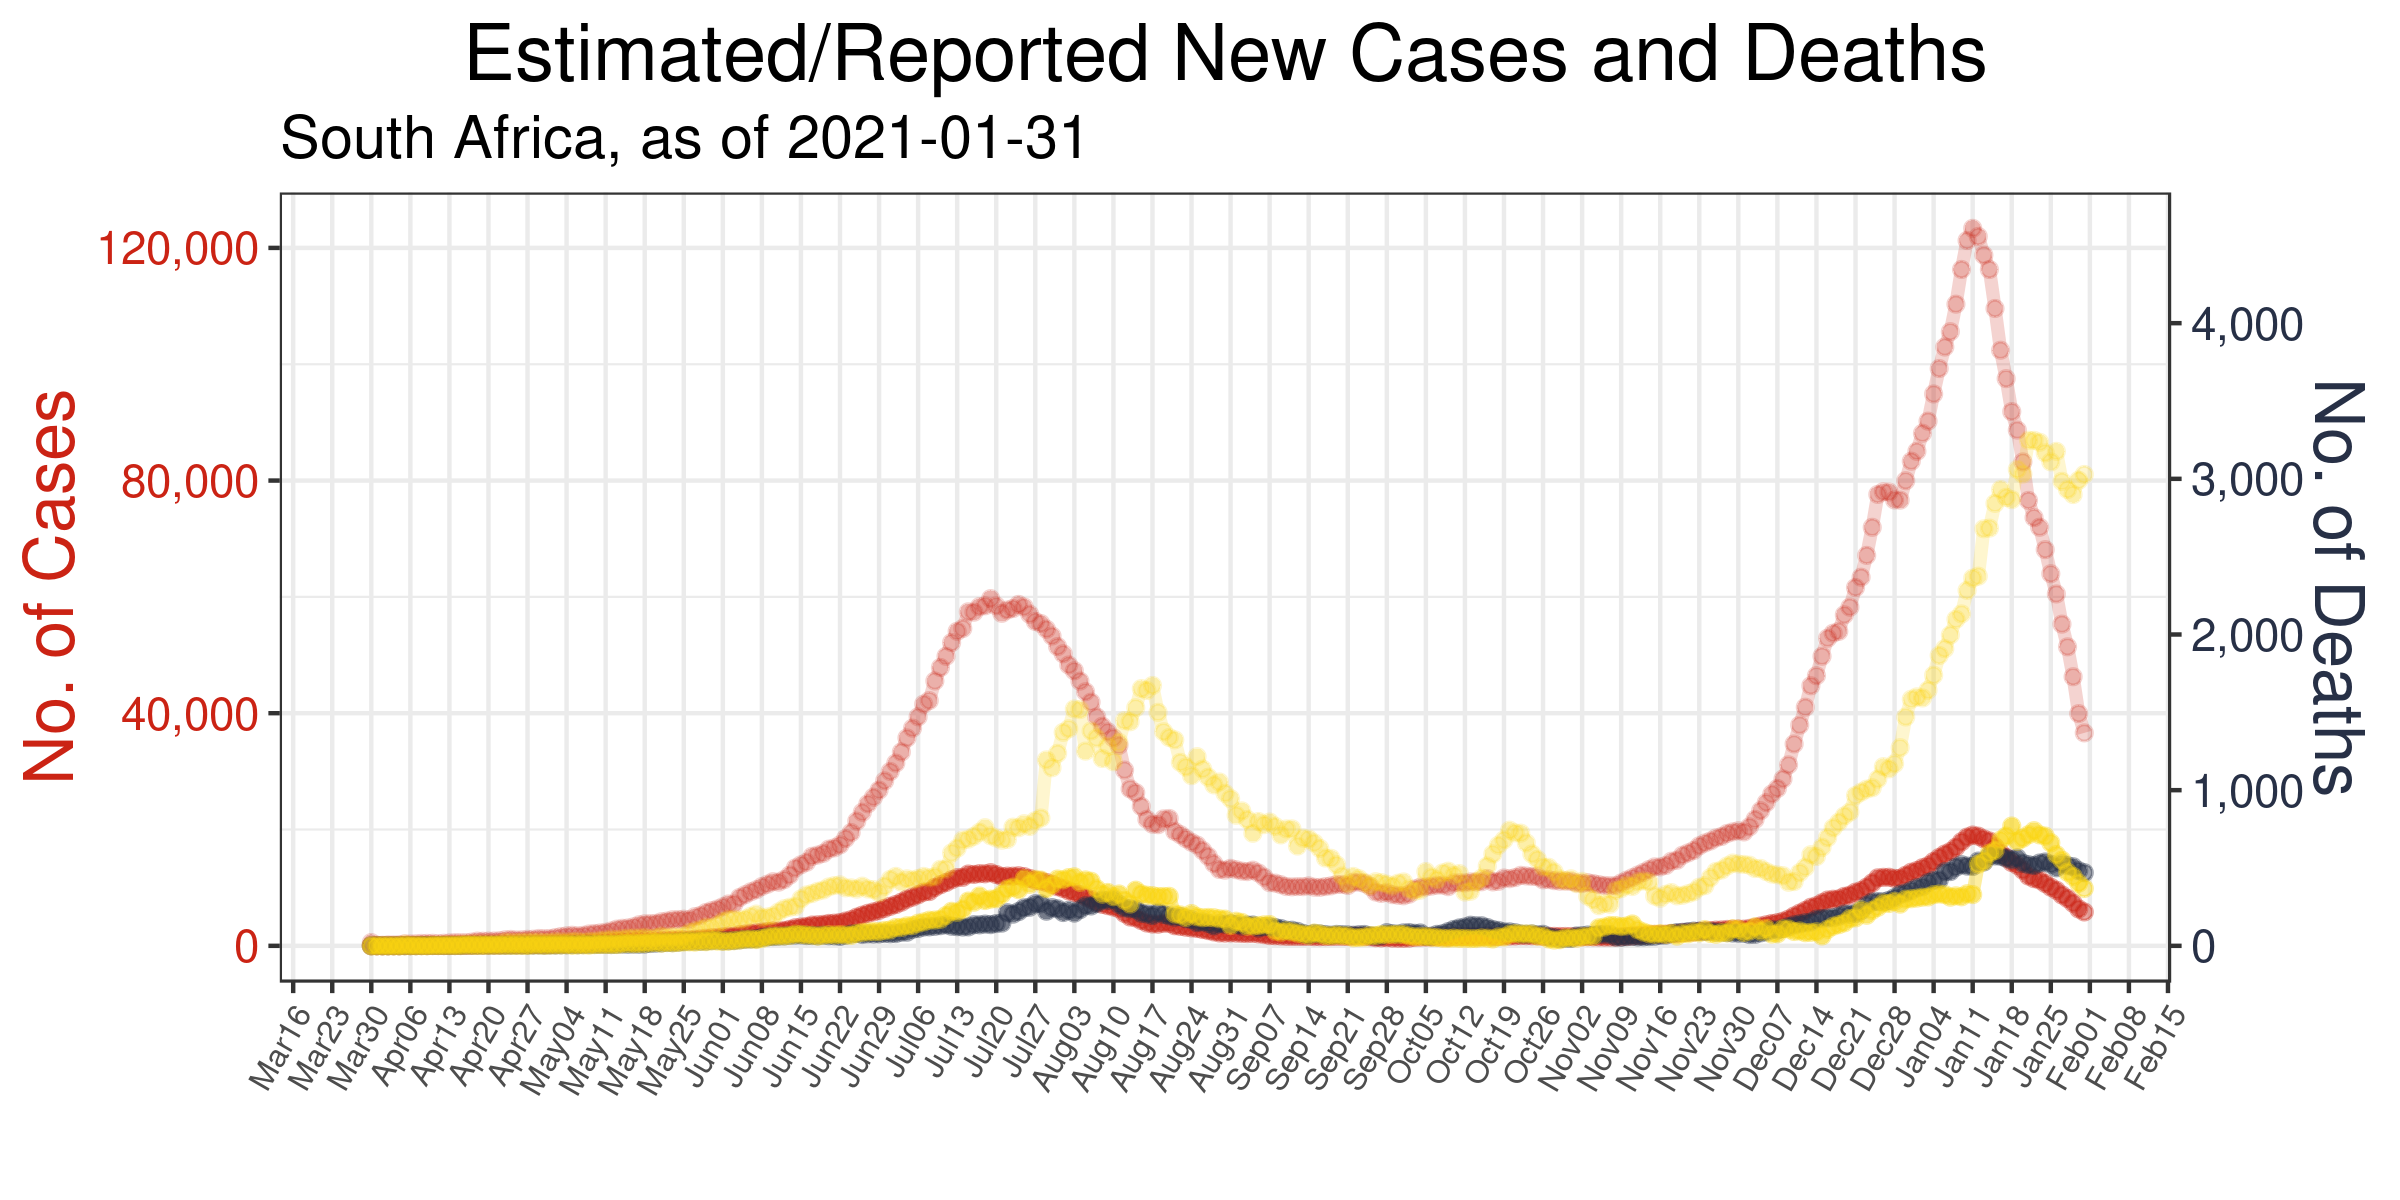 Estimated/Reported New Cases and Deaths
South Africa, as of 2021-01-31
No. of Cases
120,000
80,000
40,000
0
4,000
3,000
2,000
1,000
0
No. of Deaths
Mar16 Mar23 Mar30 Apr06 Apr13 Apr20 Apr27 May04 May11 May18 May25 Jun01 Jun08 Jun15 Jun22 Jun29 Jul06 Jul13 Jul20 Jul27 Aug03 Aug10 Aug17 Aug24 Aug31 Sep07 Sep14 Sep21 Sep28 Oct05 Oct12 Oct19 Oct26 Nov02 Nov09 Nov16 Nov23 Nov30 Dec07 Dec14 Dec21 Dec28 Jan04 Jan11 Jan18 Jan25 Feb01 Feb08 Feb15